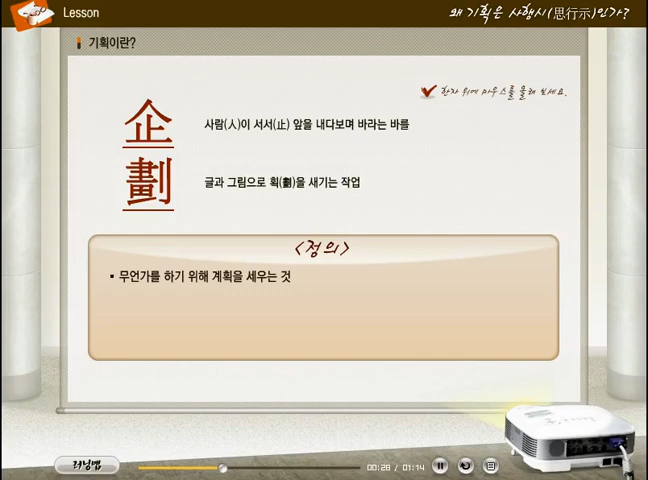 Lesson
왜 기획은 사행시(思行示)인가?
기획이란?
한자 위에 마우스를 올려 보세요.
企
사람(人)이 서서(止) 앞을 내다보며 바라는 바를
劃
글과 그림으로 획(劃)을 새기는 작업
<정의>
▪ 무언가를 하기 위해 계획을 세우는 것
러닝맵
00:28 / 01:14